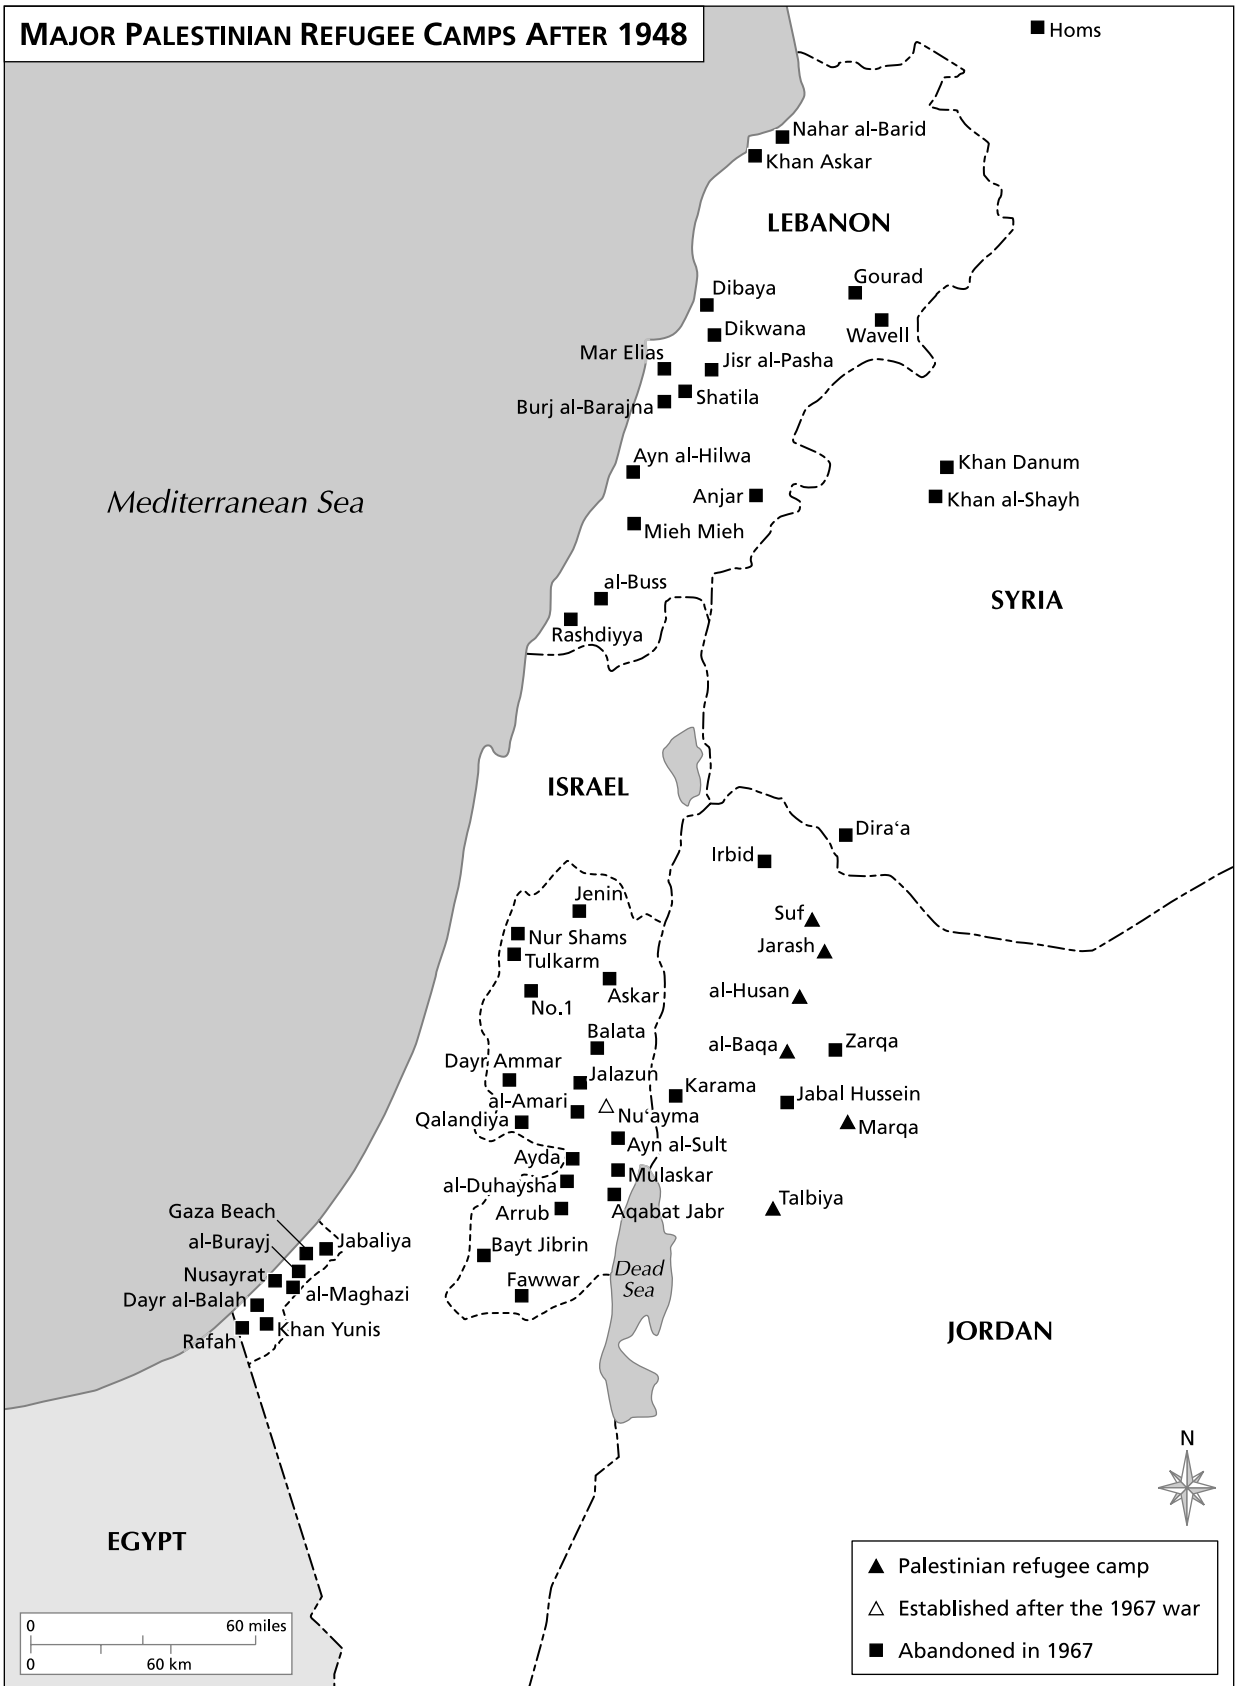 MAJOR PALESTINIAN REFUGEE CAMPS AFTER 1948
Homs
Nahar al-Barid
Khan Askar
LEBANON
Gourad
Dibaya
Dikwana
Wavell
Mar Elias
Jisr al-Pasha
Shatila
Burj al-Barajna
Ayn al-Hilwa
Khan Danum
Anjar
Khan al-Shayh
Mediterranean Sea
Mieh Mieh
al-Buss
SYRIA
Rashdiyya
ISRAEL
Dira‘a
Irbid
Jenin
Suf
Nur Shams
Jarash
Tulkarm
al-Husan
Askar
No.1
Balata
al-Baqa
Zarqa
Dayr Ammar
Jalazun
Karama
Jabal Hussein
al-Amari
Nu‘ayma
Qalandiya
Marqa
Ayn al-Sult
Ayda
Mulaskar
al-Duhaysha
Talbiya
Arrub
Aqabat Jabr
Gaza Beach
al-Burayj
Jabaliya
Bayt Jibrin
Nusayrat
Dead
Sea
Fawwar
al-Maghazi
Dayr al-Balah
Khan Yunis
Rafah
JORDAN
N
EGYPT
Palestinian refugee camp
Established after the 1967 war
Abandoned in 1967
0 60 miles
0 60 km